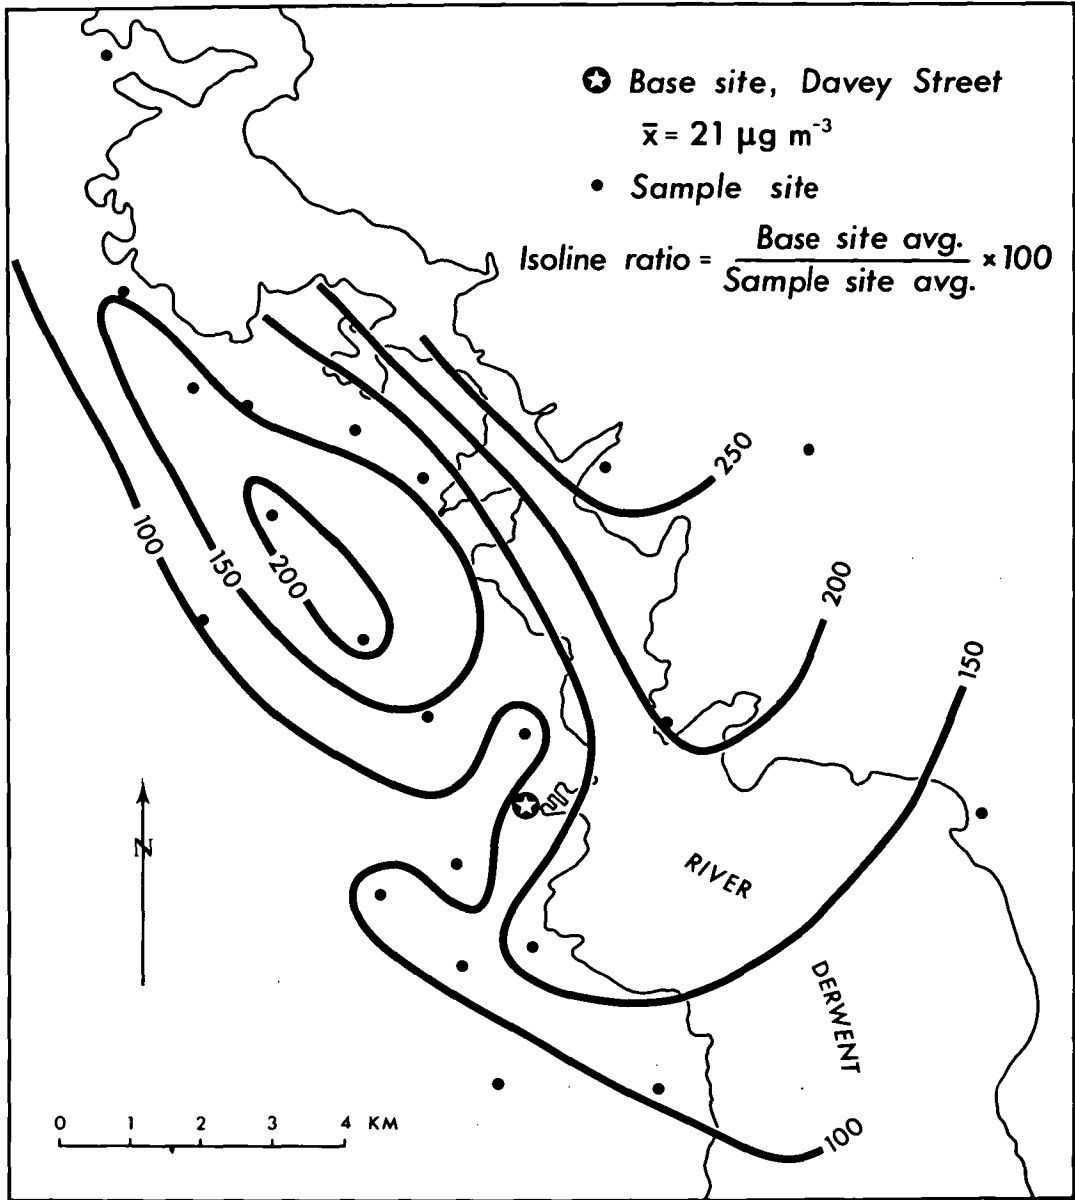 Base site, Davey Street
x̄ = 21 µg m⁻³
Sample site
Isoline ratio = Base site avg. / Sample site avg. × 100
250
100
150
200
200
150
RIVER
DERWENT
N
0 1 2 3 4 KM
100